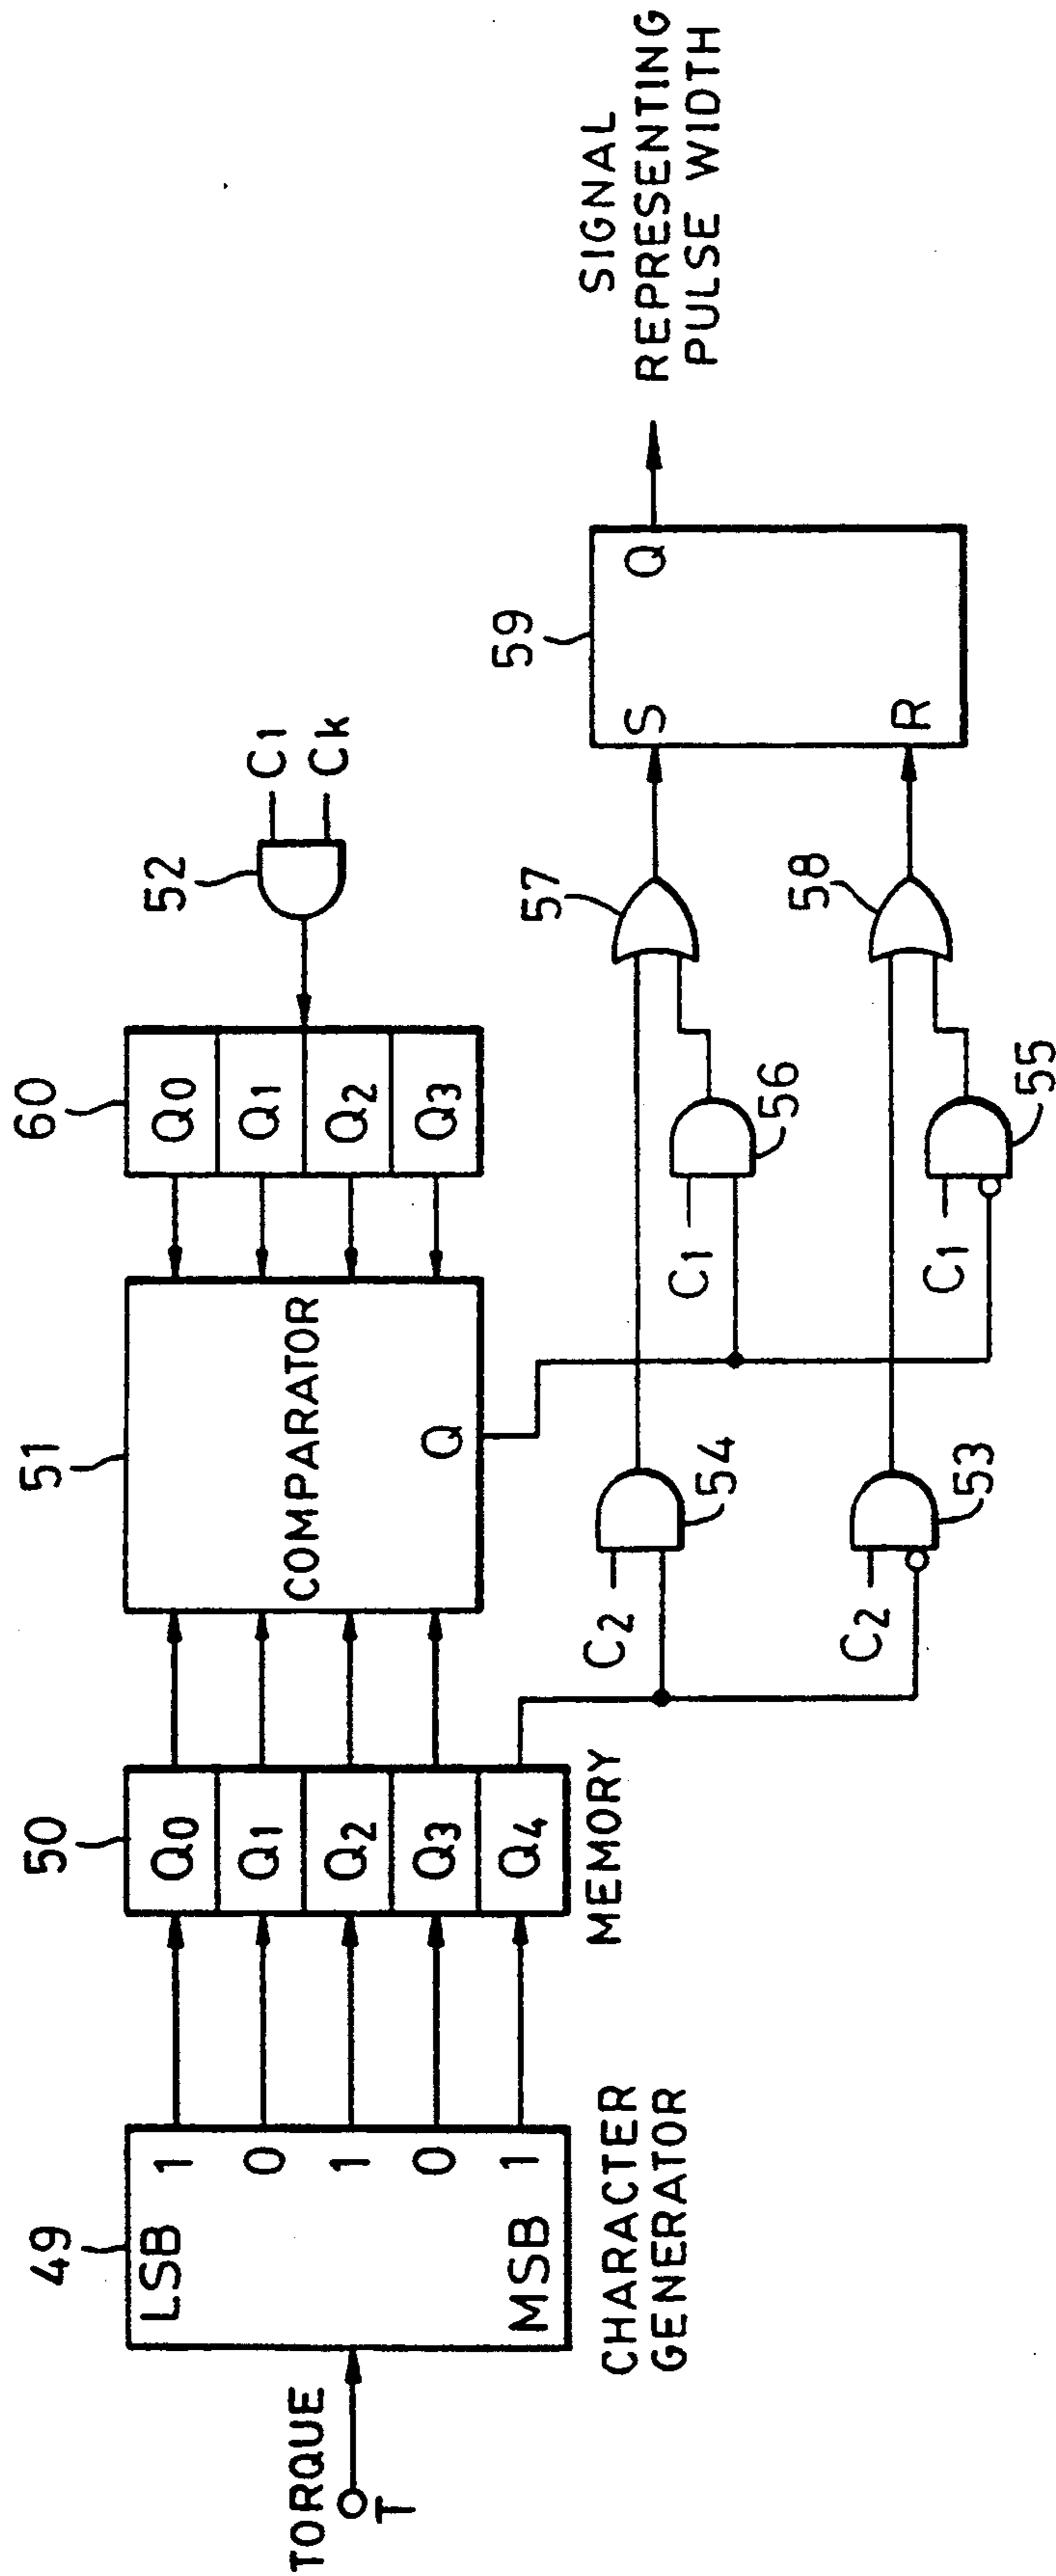 TORQUE
T
49
LSB
1
0
1
0
1
MSB
CHARACTER
GENERATOR
50
Q0
Q1
Q2
Q3
Q4
MEMORY
51
COMPARATOR
Q
60
Q0
Q1
Q2
Q3
52
C1
Ck
C2
54
C2
53
C1
56
C1
55
57
58
59
S
R
Q
SIGNAL
REPRESENTING
PULSE WIDTH